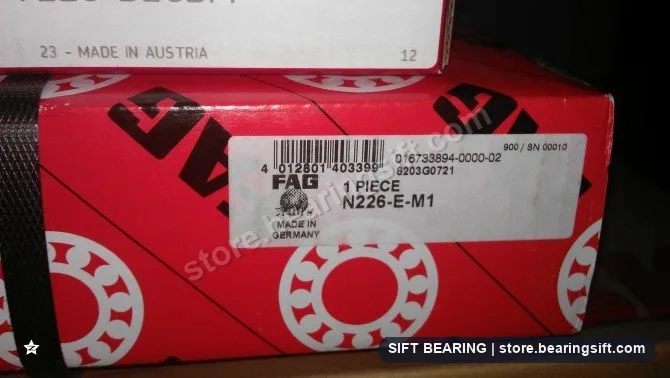 23 - MADE IN AUSTRIA
12
FAG
4 012801 403399
016733894-0000-02
900 / SN 00010
8203G0721
FAG
1 PIECE
N226-E-M1
MADE IN
GERMANY
store.bearingsift.com
SIFT BEARING | store.bearingsift.com